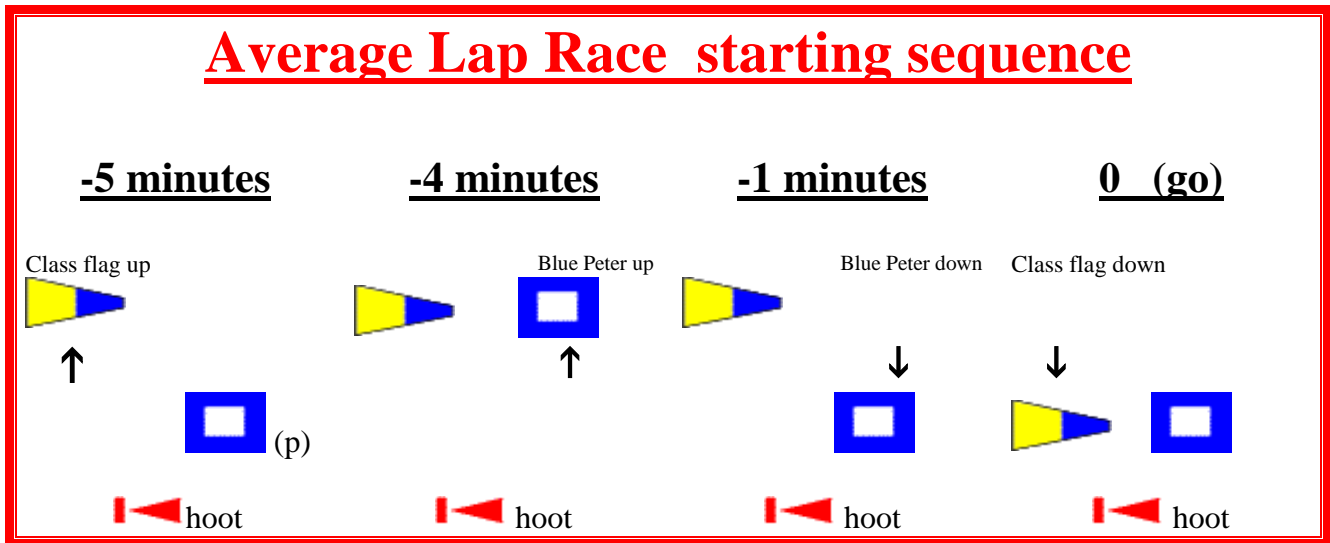 Average Lap Race starting sequence
-5 minutes -4 minutes -1 minutes 0 (go)
Class flag up Blue Peter up Blue Peter down Class flag down
(p)
hoot hoot hoot hoot